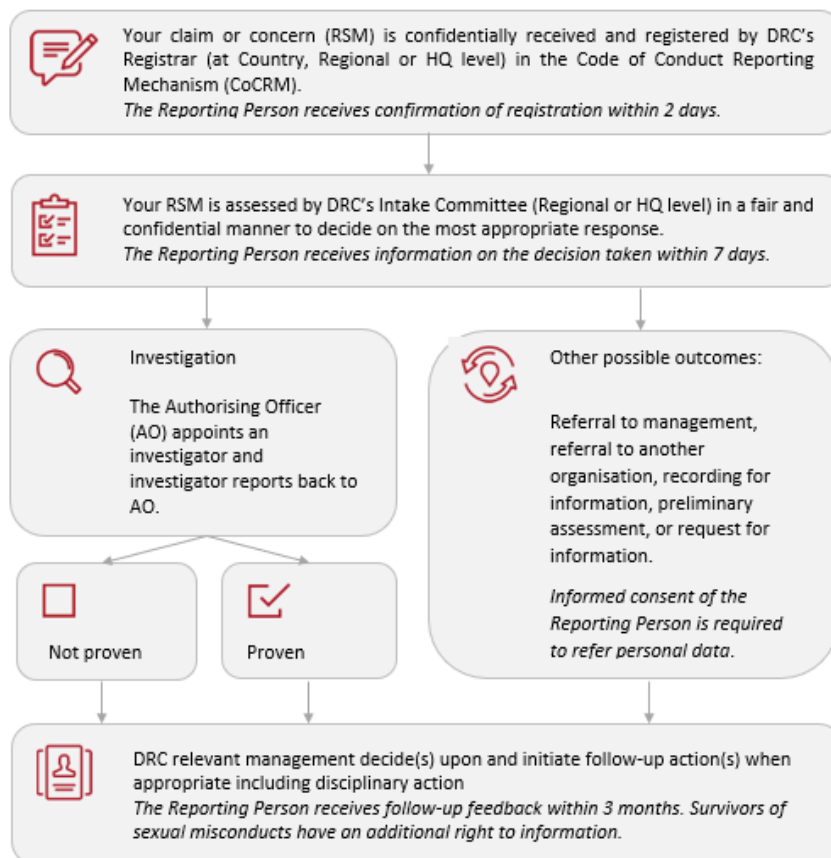 Your claim or concern (RSM) is confidentially received and registered by DRC's
Registrar (at Country, Regional or HQ level) in the Code of Conduct Reporting
Mechanism (CoCRM).
The Reporting Person receives confirmation of registration within 2 days.
Your RSM is assessed by DRC's Intake Committee (Regional or HQ level) in a fair and
confidential manner to decide on the most appropriate response.
The Reporting Person receives information on the decision taken within 7 days.
Investigation
The Authorising Officer
(AO) appoints an
investigator and
investigator reports back to
AO.
Other possible outcomes:
Referral to management,
referral to another
organisation, recording for
information, preliminary
assessment, or request for
information.
Informed consent of the
Reporting Person is required
to refer personal data.
Not proven
Proven
DRC relevant management decide(s) upon and initiate follow-up action(s) when
appropriate including disciplinary action
The Reporting Person receives follow-up feedback within 3 months. Survivors of
sexual misconducts have an additional right to information.